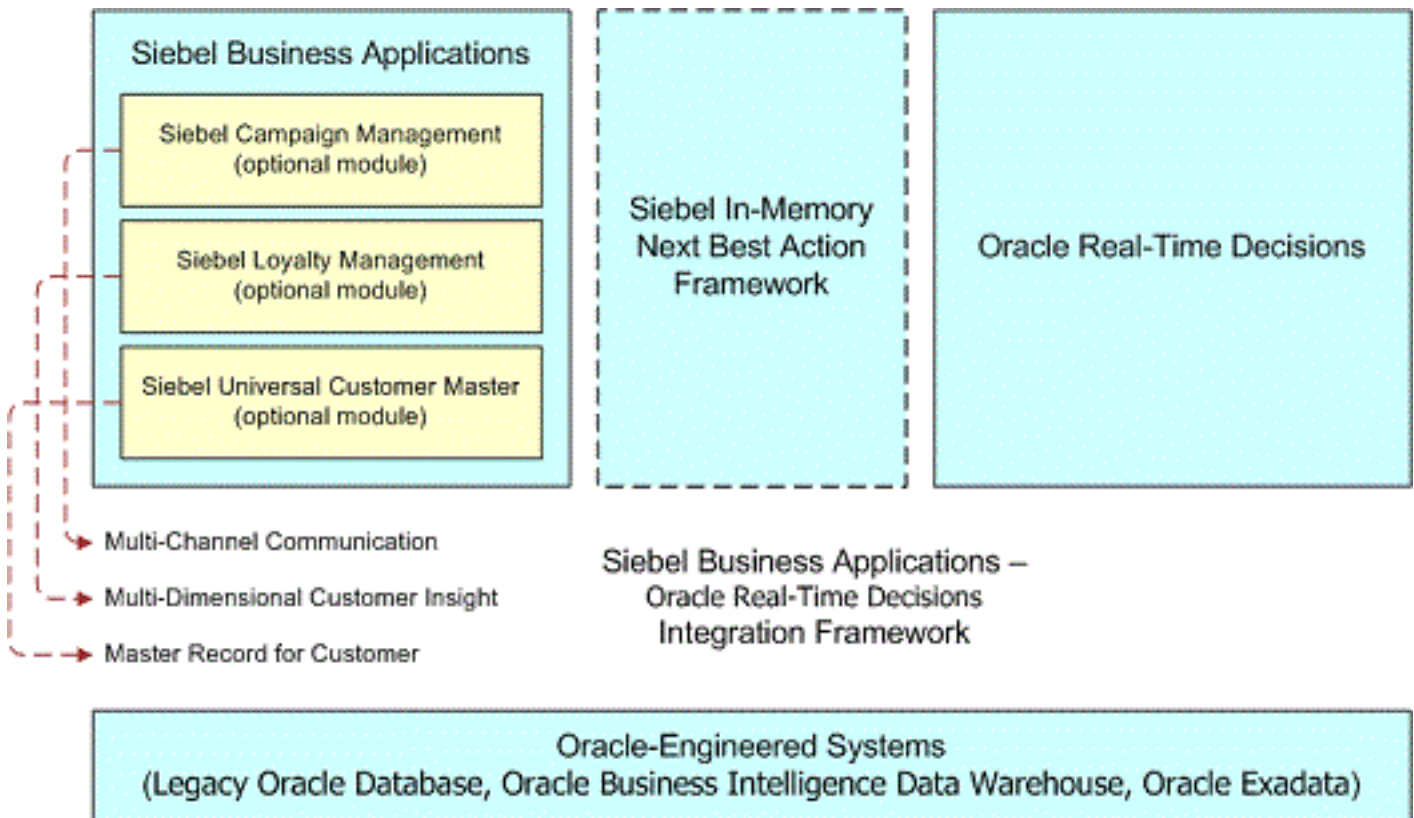 Siebel Business Applications
Siebel Campaign Management
(optional module)
Siebel Loyalty Management
(optional module)
Siebel Universal Customer Master
(optional module)
Siebel In-Memory
Next Best Action
Framework
Oracle Real-Time Decisions
Multi-Channel Communication
Multi-Dimensional Customer Insight
Master Record for Customer
Siebel Business Applications –
Oracle Real-Time Decisions
Integration Framework
Oracle-Engineered Systems
(Legacy Oracle Database, Oracle Business Intelligence Data Warehouse, Oracle Exadata)